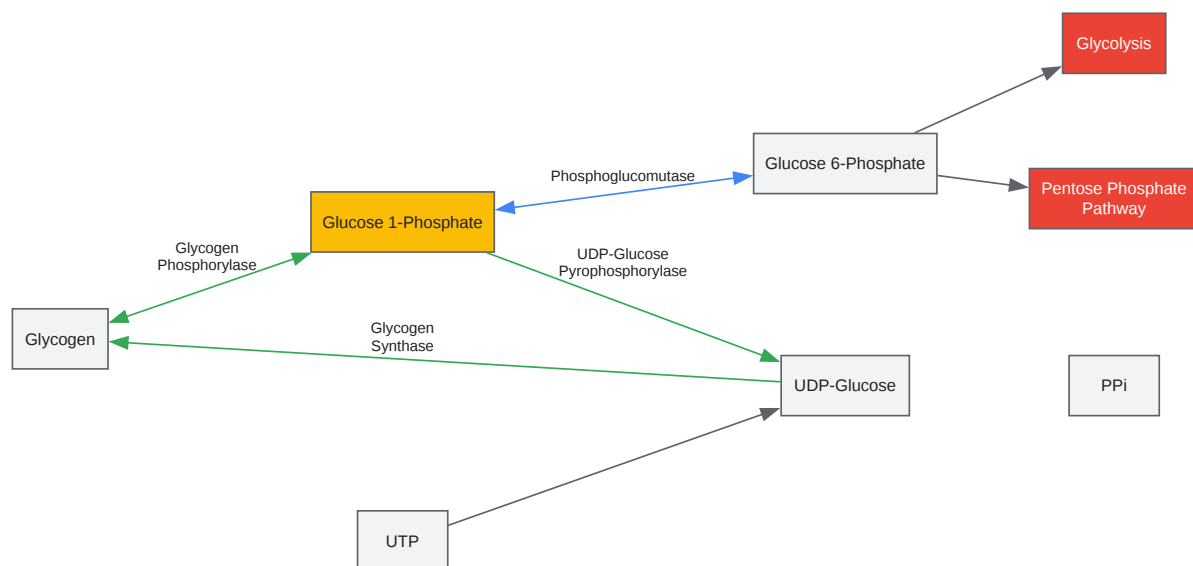 Glycolysis
Glucose 6-Phosphate
Phosphoglucomutase
Pentose Phosphate
Pathway
Glucose 1-Phosphate
Glycogen
Phosphorylase
UDP-Glucose
Pyrophosphorylase
Glycogen
Glycogen
Synthase
UDP-Glucose
PPi
UTP